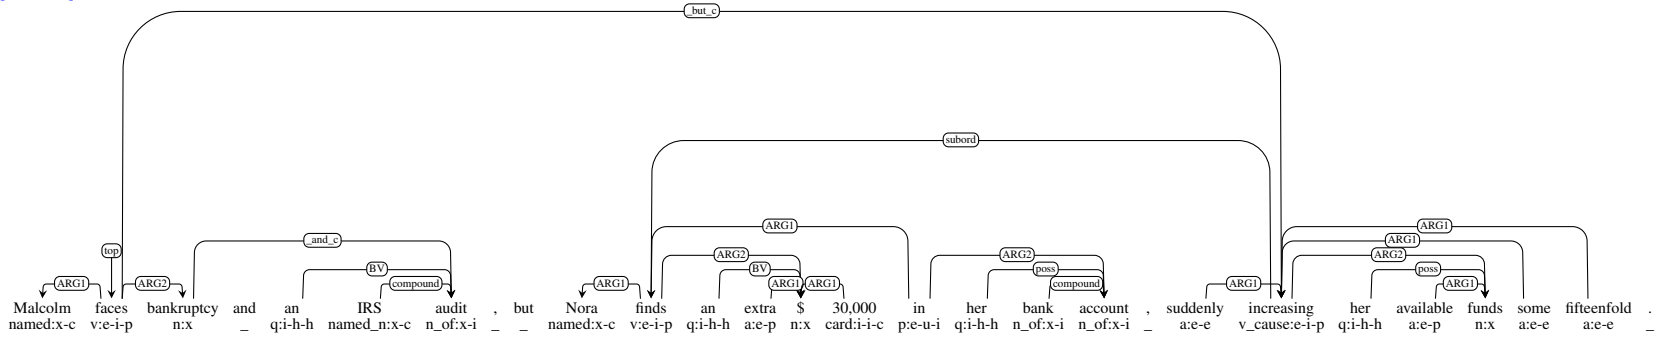 _but_c
subord
ARG1 ARG1
_and_c ARG1
top ARG2 ARG2 ARG2
BV BV poss poss
ARG1 ARG2 compound ARG1 ARG1 ARG1 compound ARG1 ARG1
Malcolm faces bankruptcy and an IRS audit , but Nora finds an extra $ 30,000 in her bank account , suddenly increasing her available funds some fifteenfold .
named:x-c v:e-i-p n:x _ q:i-h-h named_n:x-c n_of:x-i _ _ named:x-c v:e-i-p q:i-h-h a:e-p n:x card:i-i-c p:e-u-i q:i-h-h n_of:x-i n_of:x-i _ a:e-e v_cause:e-i-p q:i-h-h a:e-p n:x a:e-e a:e-e _